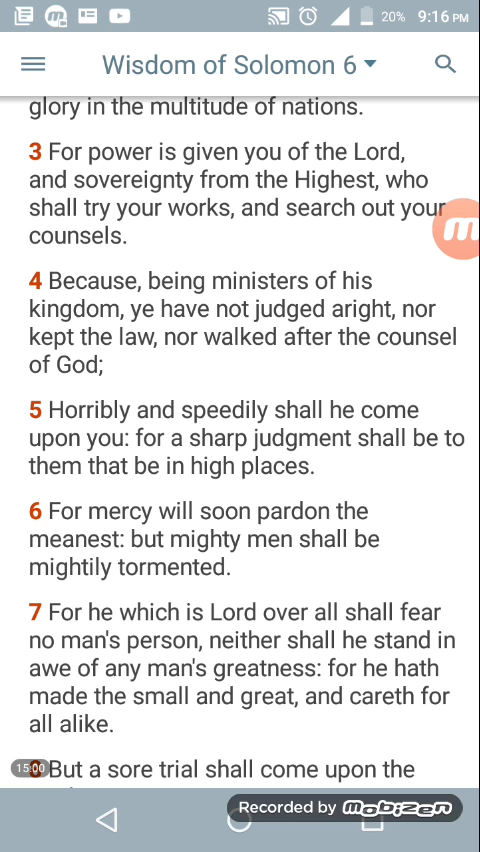 20% 9:16 PM
Wisdom of Solomon 6
glory in the multitude of nations.
3 For power is given you of the Lord,
and sovereignty from the Highest, who
shall try your works, and search out your
counsels.
4 Because, being ministers of his
kingdom, ye have not judged aright, nor
kept the law, nor walked after the counsel
of God;
5 Horribly and speedily shall he come
upon you: for a sharp judgment shall be to
them that be in high places.
6 For mercy will soon pardon the
meanest: but mighty men shall be
mightily tormented.
7 For he which is Lord over all shall fear
no man's person, neither shall he stand in
awe of any man's greatness: for he hath
made the small and great, and careth for
all alike.
15:00 But a sore trial shall come upon the
Recorded by mobizen